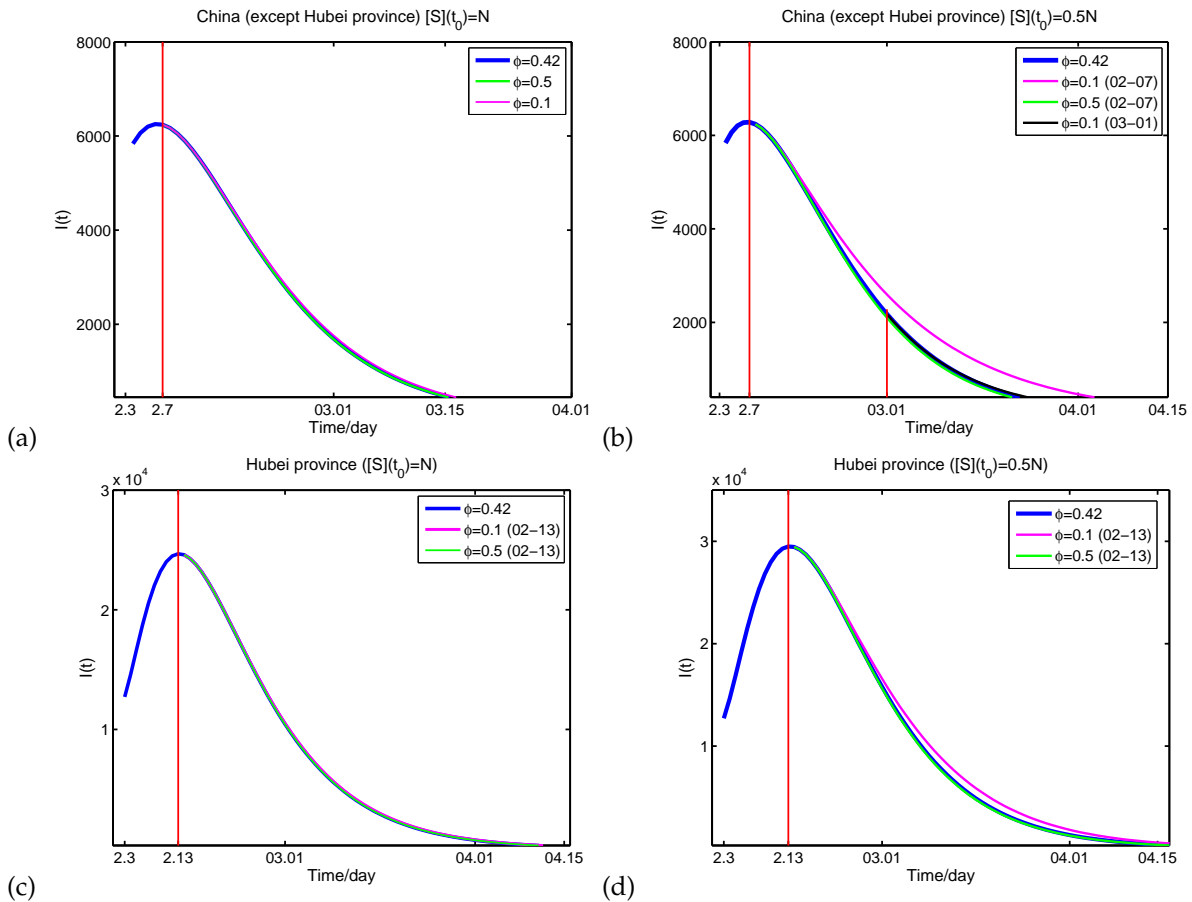 China (except Hubei province) [S](t₀)=N
8000
6000
4000
2000
I(t)
φ=0.42
φ=0.5
φ=0.1
2.3 2.7 03.01 03.15 04.01
Time/day
(a)
China (except Hubei province) [S](t₀)=0.5N
8000
6000
4000
2000
I(t)
φ=0.42
φ=0.1 (02−07)
φ=0.5 (02−07)
φ=0.1 (03−01)
2.3 2.7 03.01 04.01 04.15
Time/day
(b)
Hubei province ([S](t₀)=N)
x 10⁴
3
2
1
I(t)
φ=0.42
φ=0.1 (02−13)
φ=0.5 (02−13)
2.3 2.13 03.01 04.01 04.15
Time/day
(c)
Hubei province ([S](t₀)=0.5N)
x 10⁴
3
2
1
I(t)
φ=0.42
φ=0.1 (02−13)
φ=0.5 (02−13)
2.3 2.13 03.01 04.01 04.15
Time/day
(d)